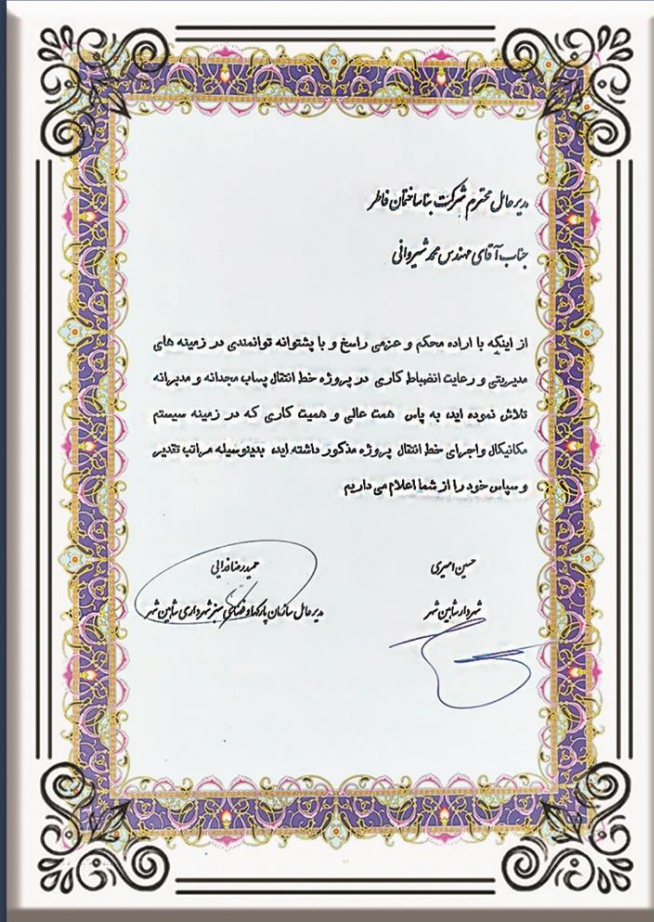 مدیرعامل محترم شرکت بناساختمان فاطر
جناب آقای مهندس محمد شیروانی
از اینکه با اراده محکم و عزمی راسخ و با پشتوانه توانمندی در زمینه های
مدیریتی و رعایت انضباط کاری در پروژه خط انتقال پساب مجدانه و مدبرانه
تلاش نموده اید، به پاس همت عالی و همیت کاری که در زمینه سیستم
مکانیکال واجرای خط انتقال پروژه مذکور داشته اید، بدینوسیله مراتب تقدیر
و سپاس خود را از شما اعلام می داریم
حسین امیری
شهردار شاهین شهر
حمیدرضا فدایی
مدیرعامل سازمان پارکها و فضای سبز شهرداری شاهین شهر